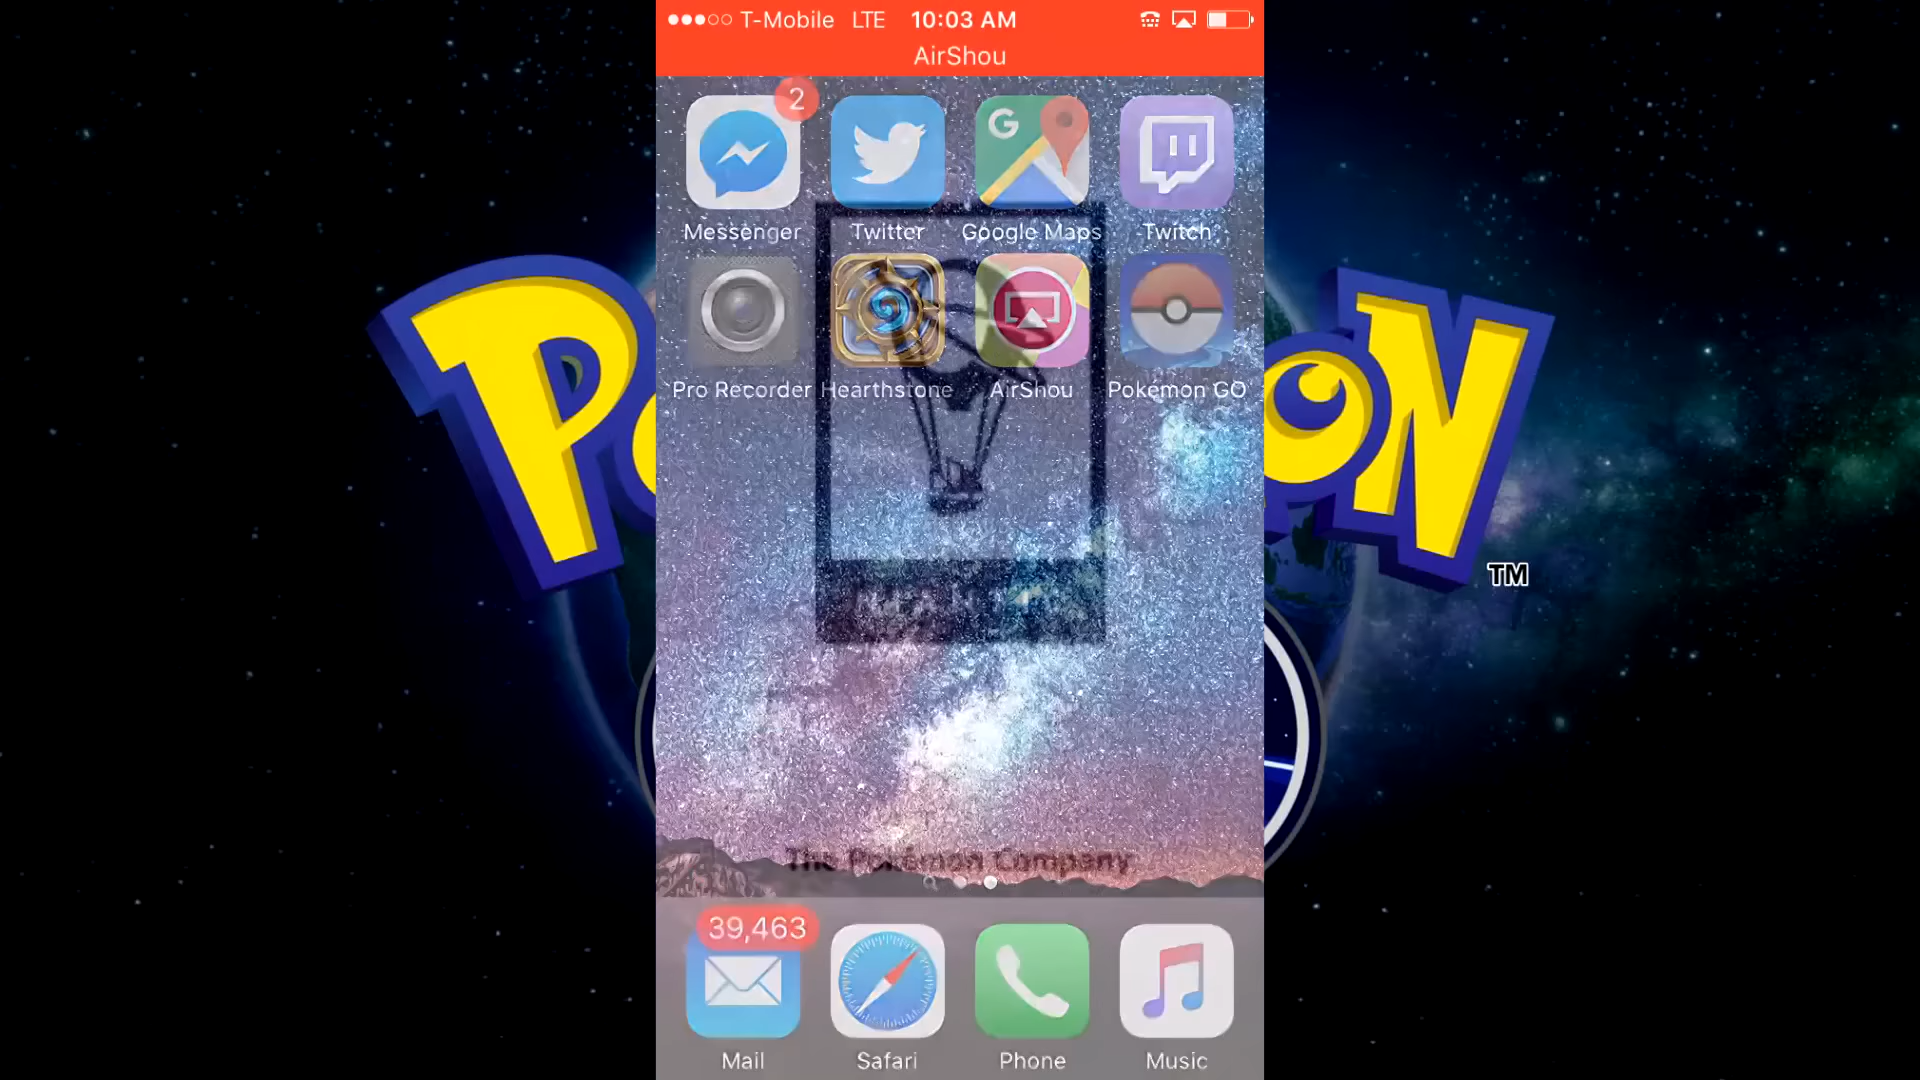 T-Mobile LTE 10:03 AM
AirShou
2
Messenger Twitter Google Maps Twitch
Pro Recorder Hearthstone AirShou Pokémon GO
TM
NIANTIC
The Pokémon Company
39,463
Mail Safari Phone Music